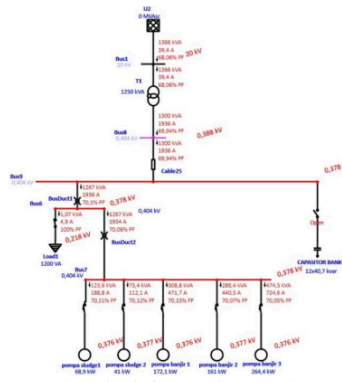 U2
0 MVAsc
1366 kVA
39,4 A
68,08% PF
Bus1
20 kV
20 kV
1366 kVA
39,4 A
68,08% PF
T1
1250 kVA
1300 kVA
1936 A
69,94% PF
Bus8
0,404 kV
0,388 kV
1300 kVA
1936 A
69,94% PF
Cable25
0,378
Bus9
0,404 kV
BusDuct1
1267 kVA
1936 A
70,1% PF
0,378 kV
Bus6
0,404 kV
1,07 kVA
4,9 A
100% PF
1267 kVA
1934 A
70,06% PF
0,218 kV
Load1
1200 VA
BusDuct2
Open
CAPASITOR BANK
12x40,7 kvar
Bus7
0,404 kV
0,378 kV
123,6 kVA
188,8 A
70,21% PF
73,4 kVA
112,1 A
70,12% PF
308,8 kVA
471,7 A
70,15% PF
288,4 kVA
440,5 A
70,07% PF
474,5 kVA
724,6 A
70,05% PF
0,376 kV
0,377 kV
0,376 kV
0,377 kV
0,376 kV
pompa sludge1
68,9 kW
pompa sludge 2
41 kW
pompa banjir 1
172,1 kW
pompa banjir 2
161 kW
pompa banjir 3
264,4 kW